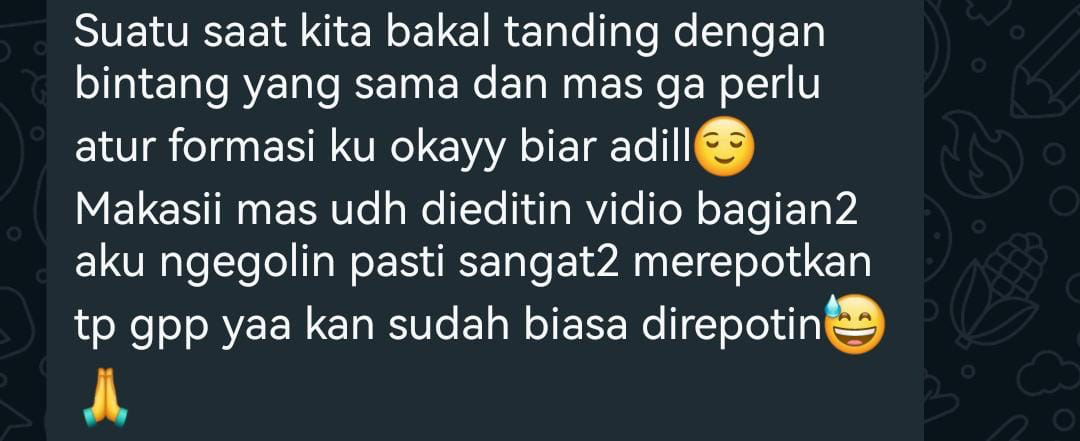 Suatu saat kita bakal tanding dengan
bintang yang sama dan mas ga perlu
atur formasi ku okayy biar adill😌
Makasii mas udh dieditin vidio bagian2
aku ngegolin pasti sangat2 merepotkan
tp gpp yaa kan sudah biasa direpotin😅
🙏